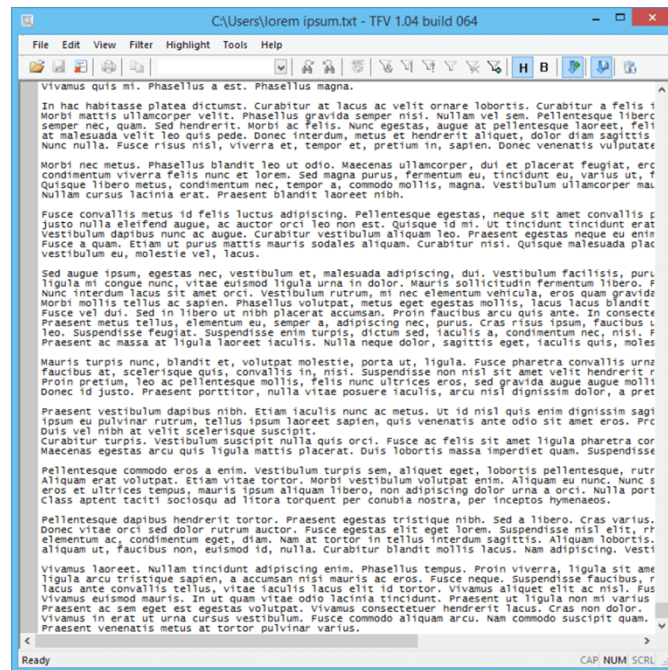 C:\Users\lorem ipsum.txt - TFV 1.04 build 064
File Edit View Filter Highlight Tools Help
H B
Vivamus quis mi. Phasellus a est. Phasellus magna.
In hac habitasse platea dictumst. Curabitur at lacus ac velit ornare lobortis. Curabitur a felis i
Morbi mattis ullamcorper velit. Phasellus gravida semper nisi. Nullam vel sem. Pellentesque liberc
semper nec, quam. Sed hendrerit. Morbi ac felis. Nunc egestas, augue at pellentesque laoreet, feli
at malesuada velit leo quis pede. Donec interdum, metus et hendrerit aliquet, dolor diam sagittis
Nunc nulla. Fusce risus nisl, viverra et, tempor et, pretium in, sapien. Donec venenatis vulputate
Morbi nec metus. Phasellus blandit leo ut odio. Maecenas ullamcorper, dui et placerat feugiat, erc
condimentum viverra felis nunc et lorem. Sed magna purus, fermentum eu, tincidunt eu, varius ut, f
Quisque libero metus, condimentum nec, tempor a, commodo mollis, magna. Vestibulum ullamcorper mau
Nullam cursus lacinia erat. Praesent blandit laoreet nibh.
Fusce convallis metus id felis luctus adipiscing. Pellentesque egestas, neque sit amet convallis p
justo nulla eleifend augue, ac auctor orci leo non est. Quisque id mi. Ut tincidunt tincidunt erat
Vestibulum dapibus nunc ac augue. Curabitur vestibulum aliquam leo. Praesent egestas neque eu enim
Fusce a quam. Etiam ut purus mattis mauris sodales aliquam. Curabitur nisi. Quisque malesuada plac
vestibulum eu, molestie vel, lacus.
Sed augue ipsum, egestas nec, vestibulum et, malesuada adipiscing, dui. Vestibulum facilisis, puru
ligula mi congue nunc, vitae euismod ligula urna in dolor. Mauris sollicitudin fermentum libero. P
Nunc interdum lacus sit amet orci. Vestibulum rutrum, mi nec elementum vehicula, eros quam gravida
Morbi mollis tellus ac sapien. Phasellus volutpat, metus eget egestas mollis, lacus lacus blandit
Fusce vel dui. Sed in libero ut nibh placerat accumsan. Proin faucibus arcu quis ante. In consecte
Praesent metus tellus, elementum eu, semper a, adipiscing nec, purus. Cras risus ipsum, faucibus u
leo. Suspendisse feugiat. Suspendisse enim turpis, dictum sed, iaculis a, condimentum nec, nisi. P
Praesent ac massa at ligula laoreet iaculis. Nulla neque dolor, sagittis eget, iaculis quis, moles
Mauris turpis nunc, blandit et, volutpat molestie, porta ut, ligula. Fusce pharetra convallis urna
faucibus at, scelerisque quis, convallis in, nisi. Suspendisse non nisl sit amet velit hendrerit r
Proin pretium, leo ac pellentesque mollis, felis nunc ultrices eros, sed gravida augue augue molli
Donec id justo. Praesent porttitor, nulla vitae posuere iaculis, arcu nisl dignissim dolor, a pret
Praesent vestibulum dapibus nibh. Etiam iaculis nunc ac metus. Ut id nisl quis enim dignissim sagi
ipsum eu pulvinar rutrum, tellus ipsum laoreet sapien, quis venenatis ante odio sit amet eros. Prc
Duis vel nibh at velit scelerisque suscipit.
Curabitur turpis. Vestibulum suscipit nulla quis orci. Fusce ac felis sit amet ligula pharetra cor
Maecenas egestas arcu quis ligula mattis placerat. Duis lobortis massa imperdiet quam. Suspendisse
Pellentesque commodo eros a enim. Vestibulum turpis sem, aliquet eget, lobortis pellentesque, rutr
Aliquam erat volutpat. Etiam vitae tortor. Morbi vestibulum volutpat enim. Aliquam eu nunc. Nunc s
eros et ultrices tempus, mauris ipsum aliquam libero, non adipiscing dolor urna a orci. Nulla port
Class aptent taciti sociosqu ad litora torquent per conubia nostra, per inceptos hymenaeos.
Pellentesque dapibus hendrerit tortor. Praesent egestas tristique nibh. Sed a libero. Cras varius.
Donec vitae orci sed dolor rutrum auctor. Fusce egestas elit eget lorem. Suspendisse nisl elit, rh
elementum ac, condimentum eget, diam. Nam at tortor in tellus interdum sagittis. Aliquam lobortis.
aliquam ut, faucibus non, euismod id, nulla. Curabitur blandit mollis lacus. Nam adipiscing. Vesti
Vivamus laoreet. Nullam tincidunt adipiscing enim. Phasellus tempus. Proin viverra, ligula sit ame
ligula arcu tristique sapien, a accumsan nisi mauris ac eros. Fusce neque. Suspendisse faucibus, r
lacus ante convallis tellus, vitae iaculis lacus elit id tortor. Vivamus aliquet elit ac nisl. Fus
Vivamus euismod mauris. In ut quam vitae odio lacinia tincidunt. Praesent ut ligula non mi varius
Praesent ac sem eget est egestas volutpat. Vivamus consectetuer hendrerit lacus. Cras non dolor.
Vivamus in erat ut urna cursus vestibulum. Fusce commodo aliquam arcu. Nam commodo suscipit quam.
Praesent venenatis metus at tortor pulvinar varius.
Ready CAP NUM SCRL